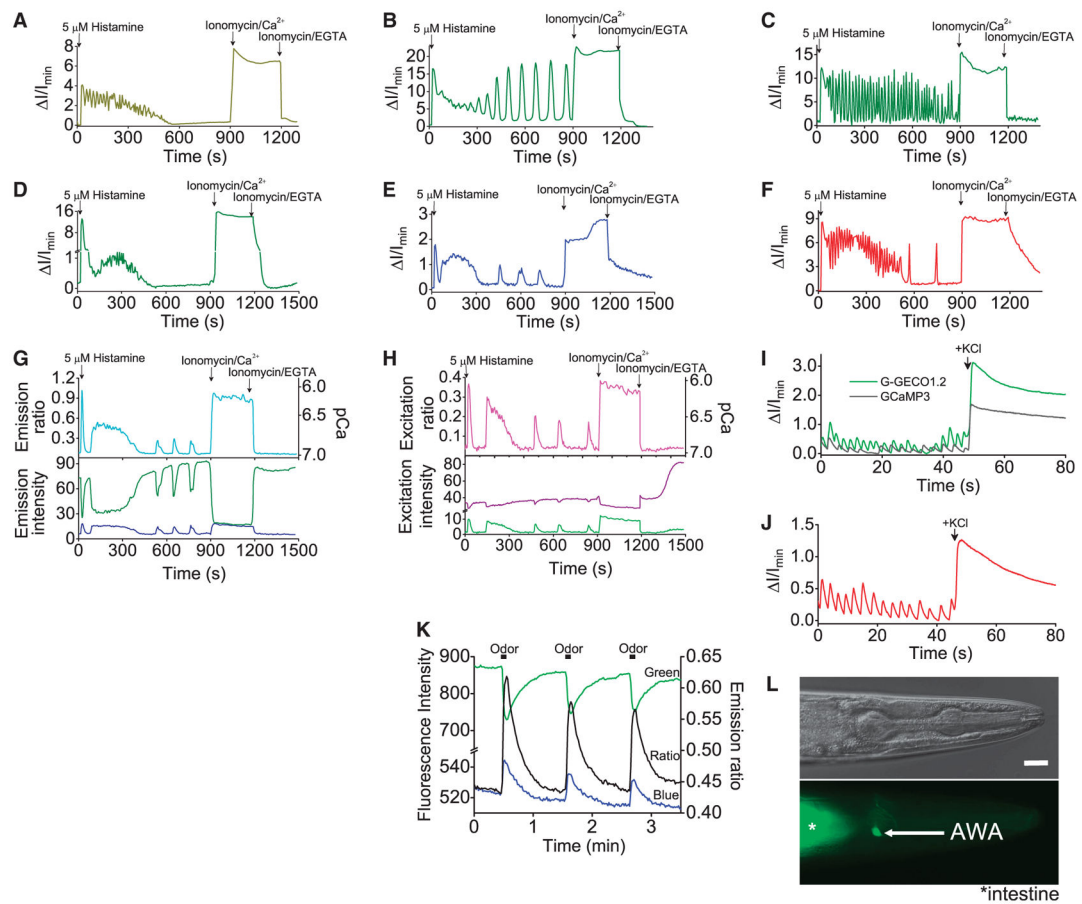 A
5 µM Histamine
Ionomycin/Ca2+
Ionomycin/EGTA
ΔI/Imin
8
6
4
2
0
0 300 600 900 1200
Time (s)
B
5 µM Histamine
Ionomycin/Ca2+
Ionomycin/EGTA
ΔI/Imin
20
15
10
5
0
0 300 600 900 1200
Time (s)
C
5 µM Histamine
Ionomycin/Ca2+
Ionomycin/EGTA
ΔI/Imin
15
12
9
6
3
0
0 300 600 900 1200
Time (s)
D
5 µM Histamine
Ionomycin/Ca2+
Ionomycin/EGTA
ΔI/Imin
16
8
1
0
0 300 600 900 1200 1500
Time (s)
E
5 µM Histamine
Ionomycin/Ca2+
Ionomycin/EGTA
ΔI/Imin
3
2
1
0
0 300 600 900 1200 1500
Time (s)
F
5 µM Histamine
Ionomycin/Ca2+
Ionomycin/EGTA
ΔI/Imin
9
6
3
0
0 300 600 900 1200
Time (s)
G
5 µM Histamine
Ionomycin/Ca2+
Ionomycin/EGTA
Emission
ratio
1.2
0.9
0.6
0.3
6.0
6.5
7.0
pCa
Emission
intensity
90
60
30
0
0 300 600 900 1200 1500
Time (s)
H
5 µM Histamine
Ionomycin/Ca2+
Ionomycin/EGTA
Excitation
ratio
0.4
0.3
0.2
0.1
6.0
6.5
7.0
pCa
Excitation
intensity
80
60
40
10
0
0 300 600 900 1200 1500
Time (s)
I
+KCl
G-GECO1.2
GCaMP3
ΔI/Imin
3.0
2.0
1.0
0.0
0 20 40 60 80
Time (s)
J
+KCl
ΔI/Imin
1.0
0.5
0.0
0 20 40 60 80
Time (s)
K
Odor Odor Odor
Fluorescence Intensity
900
800
700
540
520
Green
Ratio
Blue
0.65
0.60
0.55
0.50
0.45
0.40
Emission ratio
0 1 2 3
Time (min)
L
*
AWA
*intestine